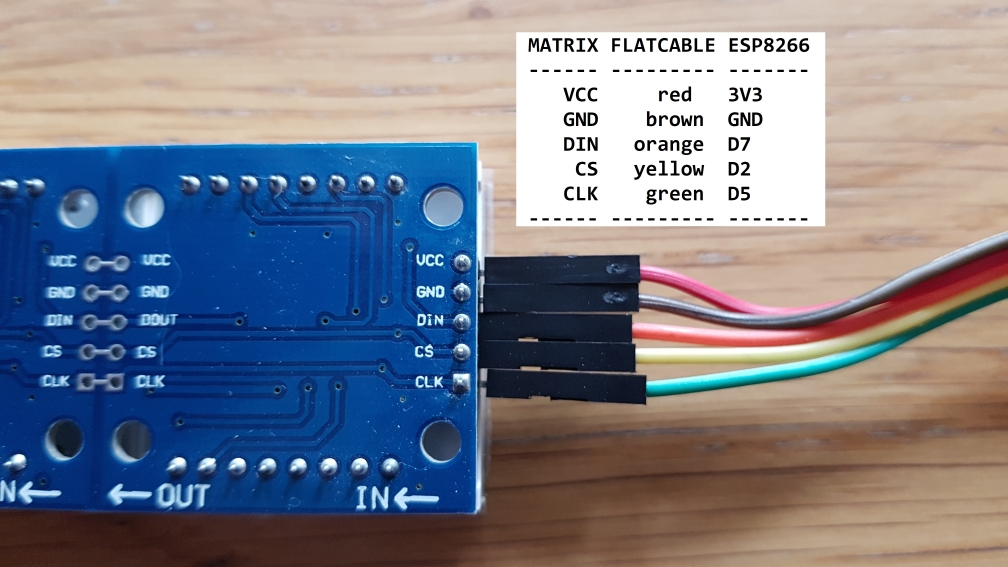 MATRIX FLATCABLE ESP8266
------ --------- -------
VCC red 3V3
GND brown GND
DIN orange D7
CS yellow D2
CLK green D5
------ --------- -------
VCC VCC VCC
GND GND GND
DIN DOUT DIN
CS CS CS
CLK CLK CLK
N← ←OUT IN←